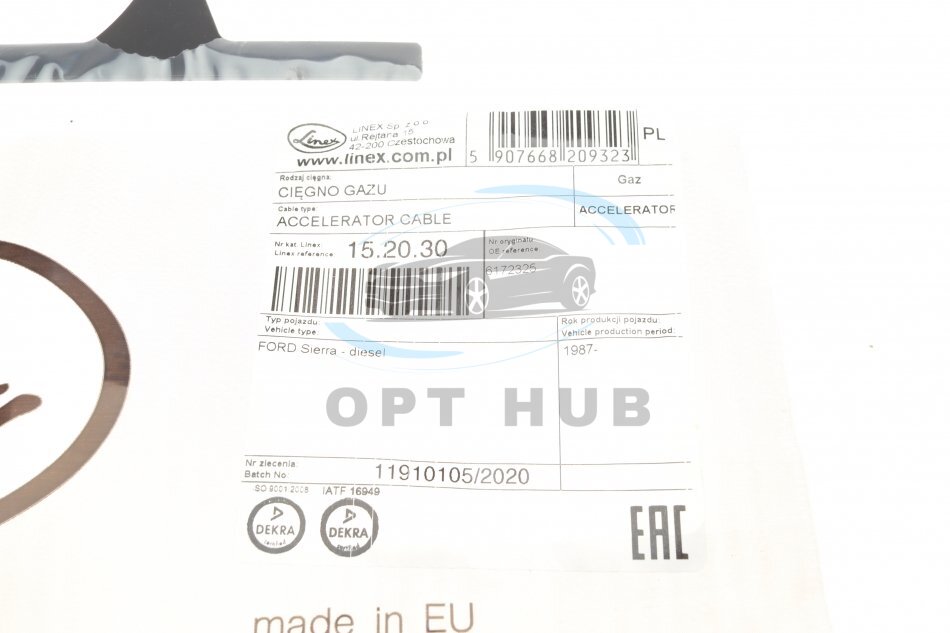 Linex
LINEX Sp. z o.o
ul.Rejtana 16
42-200 Częstochowa
www.linex.com.pl
5 907668 209323
PL
Rodzaj cięgna:
CIĘGNO GAZU
Gaz
Cable type:
ACCELERATOR CABLE
ACCELERATOR
Nr kat. Linex
Linex reference:
15.20.30
Nr oryginału
OE reference
6172325
Typ pojazdu:
Vehicle type:
Rok produkcji pojazdu:
Vehicle production period:
FORD Sierra - diesel
1987-
OPT HUB
Nr zlecenia:
Batch No:
11910105/2020
ISO 9001:2008
IATF 16949
DEKRA
DEKRA
EAC
made in EU